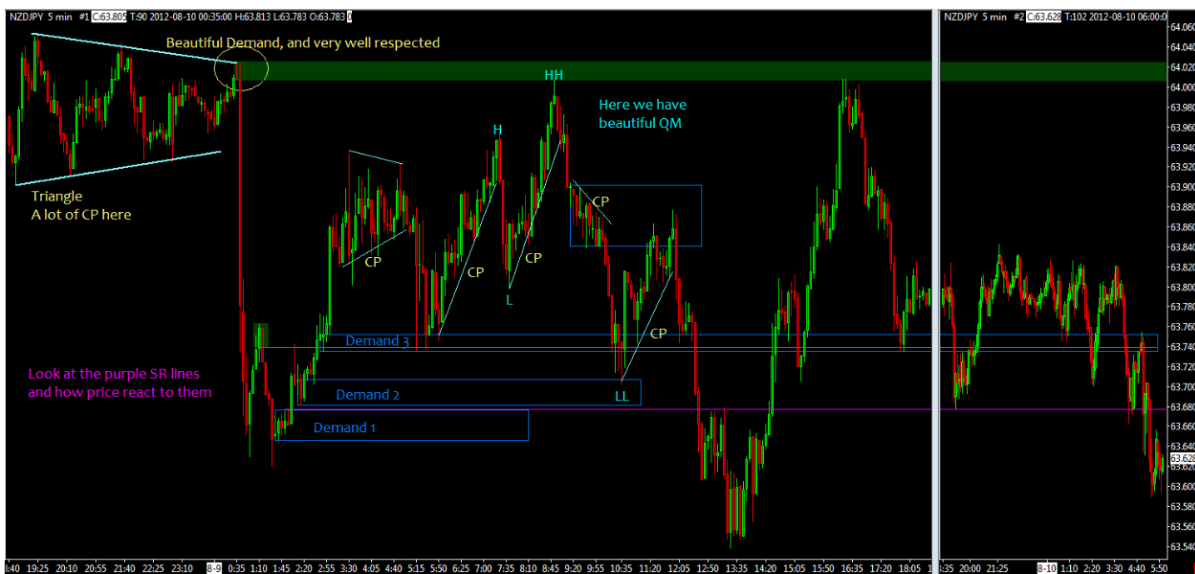 NZDJPY 5 min #1 C:63.805 T:90 2012-08-10 00:35:00 H:63.813 L:63.783 O:63.783 0
NZDJPY 5 min #2 C:63.628 T:102 2012-08-10 06:00:0
Beautiful Demand, and very well respected
HH
H
Here we have
beautiful QM
Triangle
A lot of CP here
CP
CP
CP
CP
L
CP
Demand 3
Look at the purple SR lines
and how price react to them
Demand 2
LL
Demand 1
64.060
64.040
64.020
64.000
63.980
63.960
63.940
63.920
63.900
63.880
63.860
63.840
63.820
63.800
63.780
63.760
63.740
63.720
63.700
63.680
63.660
63.628
63.600
63.580
63.560
63.540
19:25 20:10 20:55 21:40 22:25 23:10 8-9 0:35 1:10 1:45 2:20 2:55 3:30 4:05 4:40 5:15 5:50 6:25 7:00 7:35 8:10 8:45 9:20 9:55 10:35 11:20 12:05 12:50 13:35 14:20 15:05 15:50 16:35 17:20 18:05
20:00 21:25 8-10 1:10 2:20 3:30 4:40 5:50